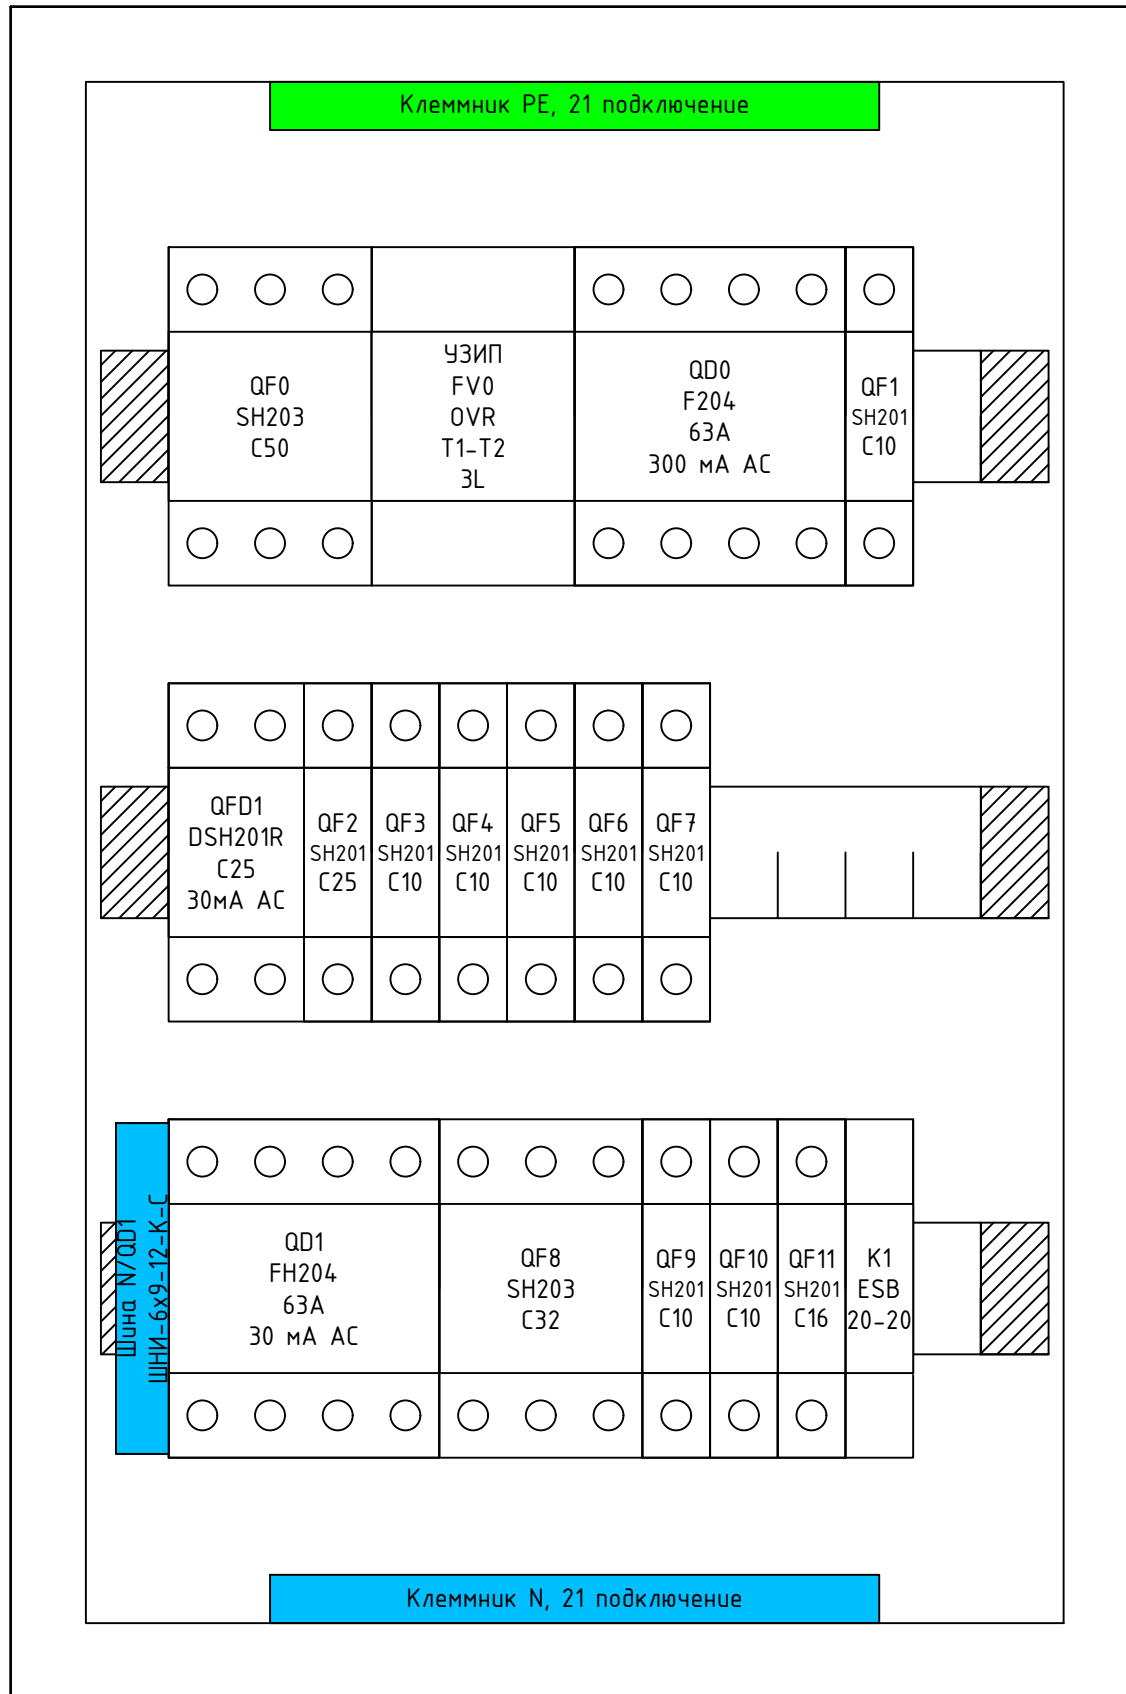 Клеммник PE, 21 подключение
QF0
SH203
C50
УЗИП
FV0
OVR
T1-T2
3L
QD0
F204
63A
300 мА AC
QF1
SH201
C10
QFD1
DSH201R
C25
30мА AC
QF2
SH201
C25
QF3
SH201
C10
QF4
SH201
C10
QF5
SH201
C10
QF6
SH201
C10
QF7
SH201
C10
Шина N/QD1
ШНИ-6х9-12-К-С
QD1
FH204
63A
30 мА AC
QF8
SH203
C32
QF9
SH201
C10
QF10
SH201
C10
QF11
SH201
C16
K1
ESB
20-20
Клеммник N, 21 подключение